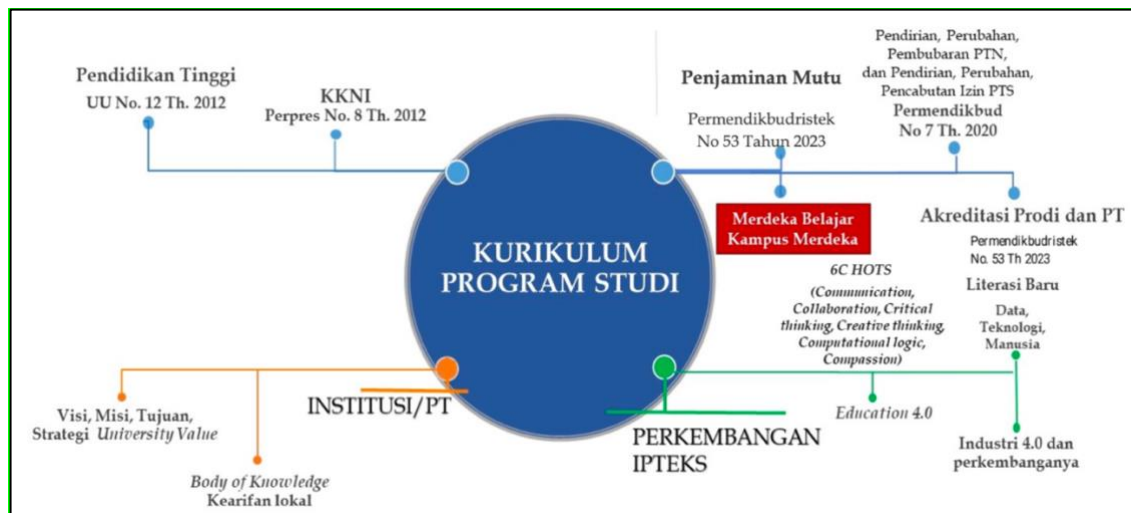 Pendidikan Tinggi
UU No. 12 Th. 2012
KKNI
Perpres No. 8 Th. 2012
Penjaminan Mutu
Permendikbudristek
No 53 Tahun 2023
Pendirian, Perubahan,
Pembubaran PTN,
dan Pendirian, Perubahan,
Pencabutan Izin PTS
Permendikbud
No 7 Th. 2020
Merdeka Belajar
Kampus Merdeka
Akreditasi Prodi dan PT
Permendikbudristek
No. 53 Th 2023
KURIKULUM
PROGRAM STUDI
6C HOTS
(Communication,
Collaboration, Critical
thinking, Creative thinking,
Computational logic,
Compassion)
Literasi Baru
Data,
Teknologi,
Manusia
INSTITUSI/PT
Visi, Misi, Tujuan,
Strategi University Value
Body of Knowledge
Kearifan lokal
PERKEMBANGAN
IPTEKS
Education 4.0
Industri 4.0 dan
perkembanganya